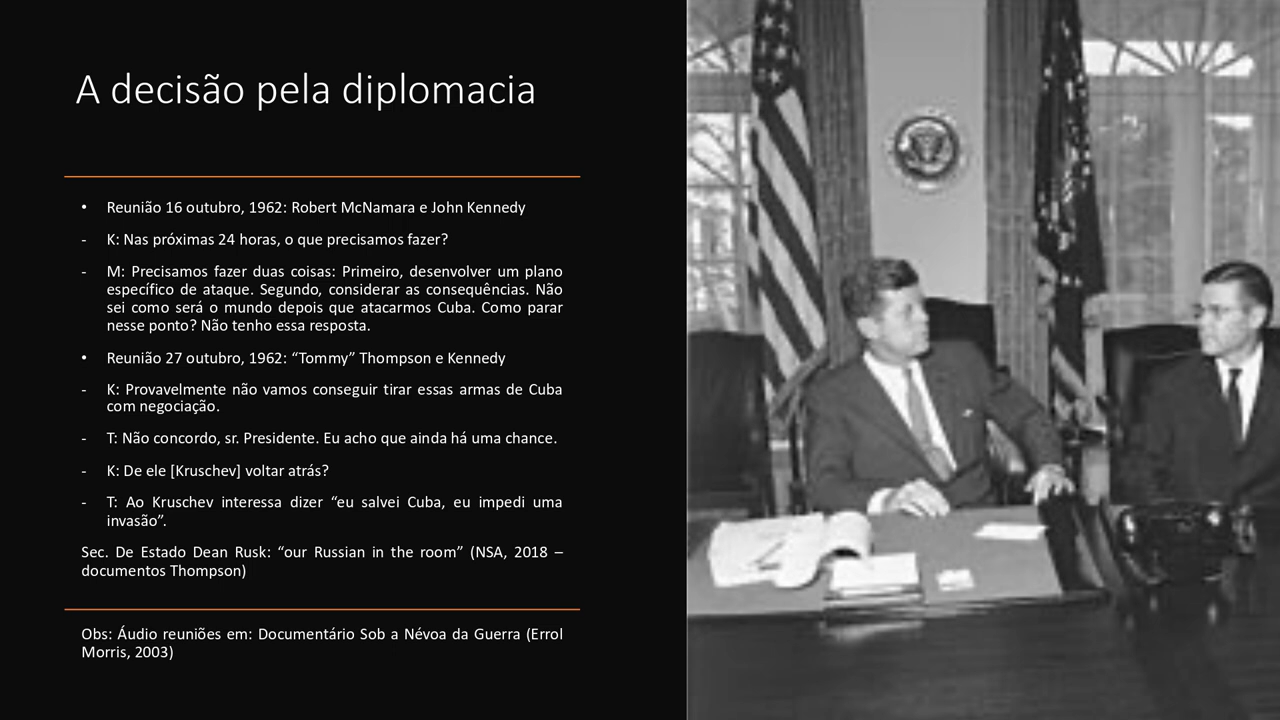 A decisão pela diplomacia
• Reunião 16 outubro, 1962: Robert McNamara e John Kennedy
- K: Nas próximas 24 horas, o que precisamos fazer?
- M: Precisamos fazer duas coisas: Primeiro, desenvolver um plano
específico de ataque. Segundo, considerar as consequências. Não
sei como será o mundo depois que atacarmos Cuba. Como parar
nesse ponto? Não tenho essa resposta.
• Reunião 27 outubro, 1962: “Tommy” Thompson e Kennedy
- K: Provavelmente não vamos conseguir tirar essas armas de Cuba
com negociação.
- T: Não concordo, sr. Presidente. Eu acho que ainda há uma chance.
- K: De ele [Kruschev] voltar atrás?
- T: Ao Kruschev interessa dizer “eu salvei Cuba, eu impedi uma
invasão”.
Sec. De Estado Dean Rusk: “our Russian in the room” (NSA, 2018 –
documentos Thompson)
Obs: Áudio reuniões em: Documentário Sob a Névoa da Guerra (Errol
Morris, 2003)